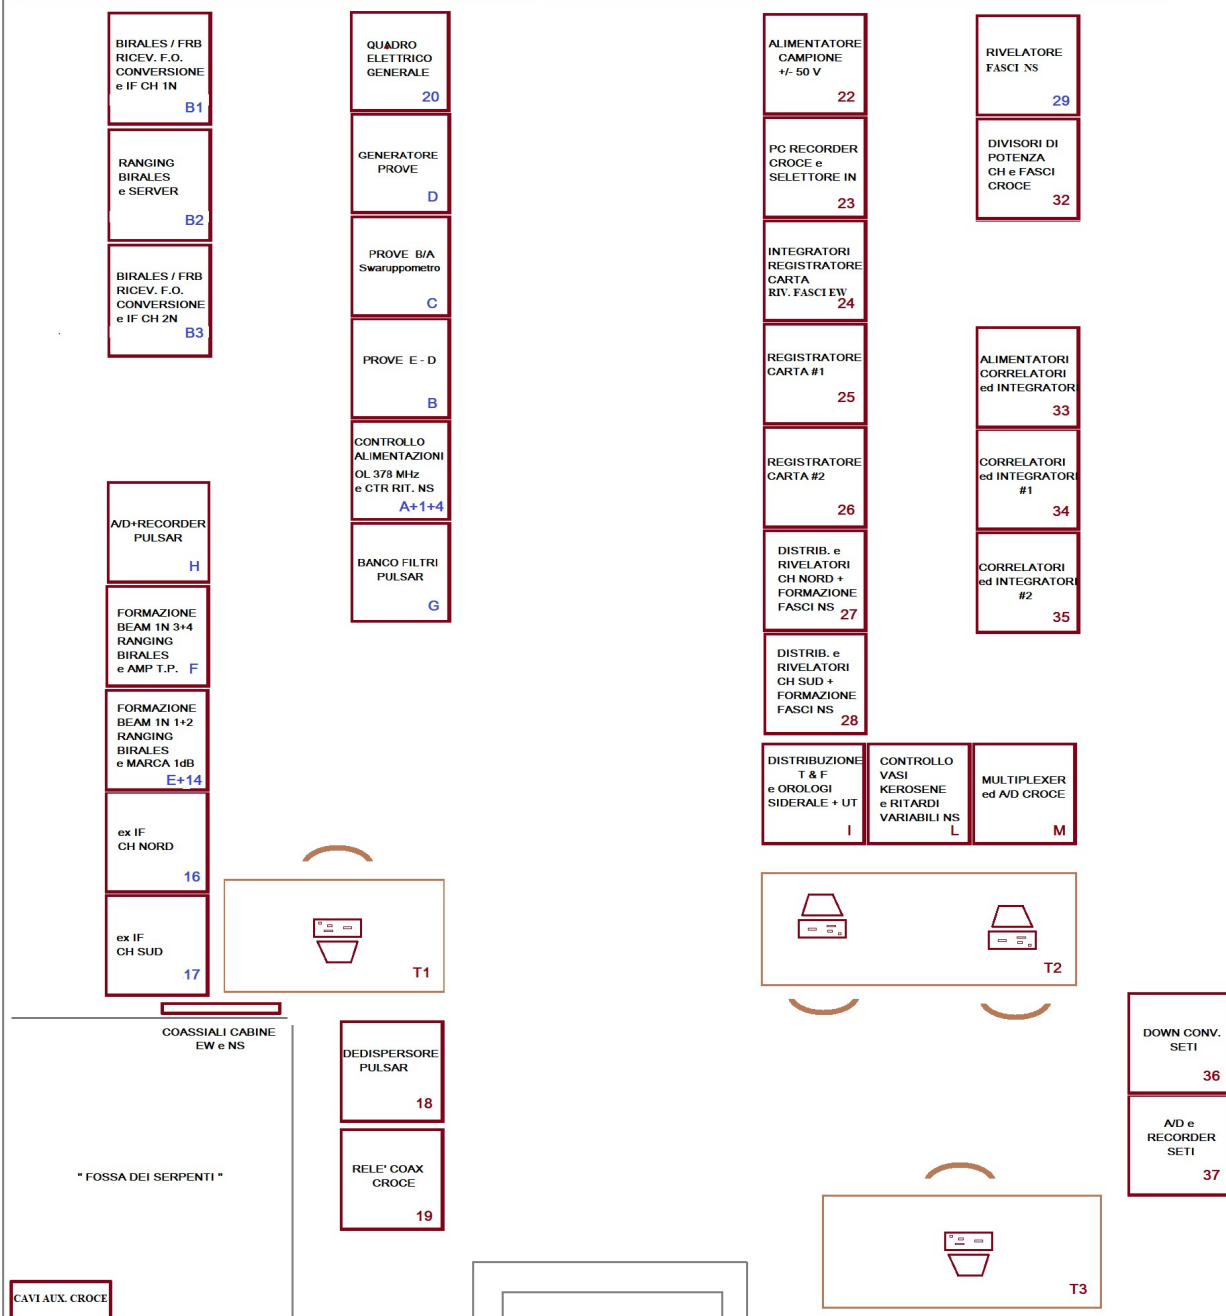 BIRALES / FRB
RICEV. F.O.
CONVERSIONE
e IF CH 1N
B1
RANGING
BIRALES
e SERVER
B2
BIRALES / FRB
RICEV. F.O.
CONVERSIONE
e IF CH 2N
B3
A/D+RECORDER
PULSAR
H
FORMAZIONE
BEAM 1N 3+4
RANGING
BIRALES
e AMP T.P.
F
FORMAZIONE
BEAM 1N 1+2
RANGING
BIRALES
e MARCA 1dB
E+14
ex IF
CH NORD
16
ex IF
CH SUD
17
COASSIALI CABINE
EW e NS
" FOSSA DEI SERPENTI "
CAVI AUX. CROCE
QUADRO
ELETTRICO
GENERALE
20
GENERATORE
PROVE
D
PROVE B/A
Swaruppometro
C
PROVE E - D
B
CONTROLLO
ALIMENTAZIONI
OL 378 MHz
e CTR RIT. NS
A+1+4
BANCO FILTRI
PULSAR
G
T1
DEDISPERSORE
PULSAR
18
RELE' COAX
CROCE
19
ALIMENTATORE
CAMPIONE
+/- 50 V
22
PC RECORDER
CROCE e
SELETTORE IN
23
INTEGRATORI
REGISTRATORE
CARTA
RIV. FASCI EW
24
REGISTRATORE
CARTA #1
25
REGISTRATORE
CARTA #2
26
DISTRIB. e
RIVELATORI
CH NORD +
FORMAZIONE
FASCI NS
27
DISTRIB. e
RIVELATORI
CH SUD +
FORMAZIONE
FASCI NS
28
DISTRIBUZIONE
T & F
e OROLOGI
SIDERALE + UT
I
CONTROLLO
VASI
KEROSENE
e RITARDI
VARIABILI NS
L
MULTIPLEXER
ed A/D CROCE
M
T2
RIVELATORE
FASCI NS
29
DIVISORI DI
POTENZA
CH e FASCI
CROCE
32
ALIMENTATORI
CORRELATORI
ed INTEGRATORI
33
CORRELATORI
ed INTEGRATORI
#1
34
CORRELATORI
ed INTEGRATORI
#2
35
DOWN CONV.
SETI
36
A/D e
RECORDER
SETI
37
T3